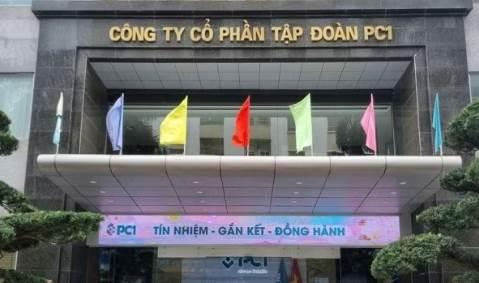 CÔNG TY CỔ PHẦN TẬP ĐOÀN PC1
PC1 TÍN NHIỆM - GẮN KẾT - ĐỒNG HÀNH
PC1